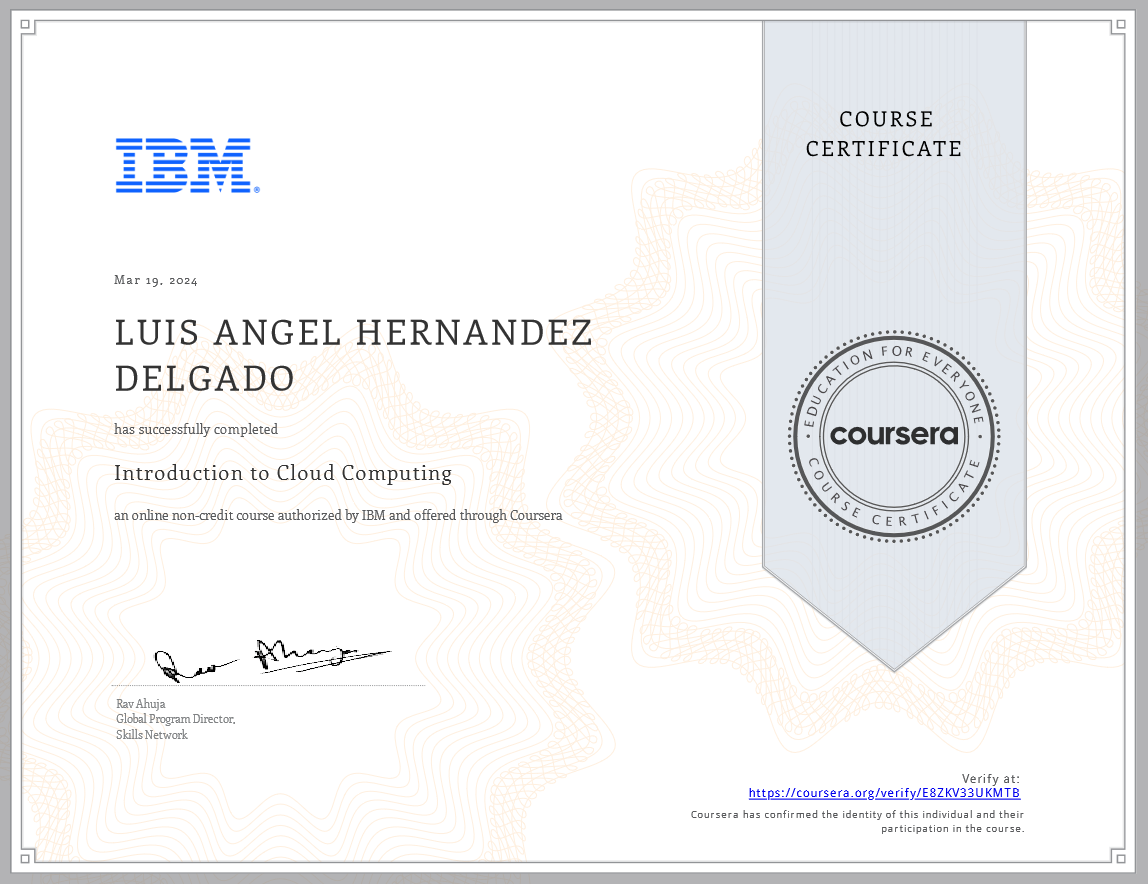 IBM®
COURSE
CERTIFICATE
Mar 19, 2024
LUIS ANGEL HERNANDEZ
DELGADO
has successfully completed
Introduction to Cloud Computing
an online non-credit course authorized by IBM and offered through Coursera
EDUCATION FOR EVERYONE
coursera
COURSE CERTIFICATE
Rav Ahuja
Global Program Director,
Skills Network
Verify at:
https://coursera.org/verify/E8ZKV33UKMTB
Coursera has confirmed the identity of this individual and their
participation in the course.